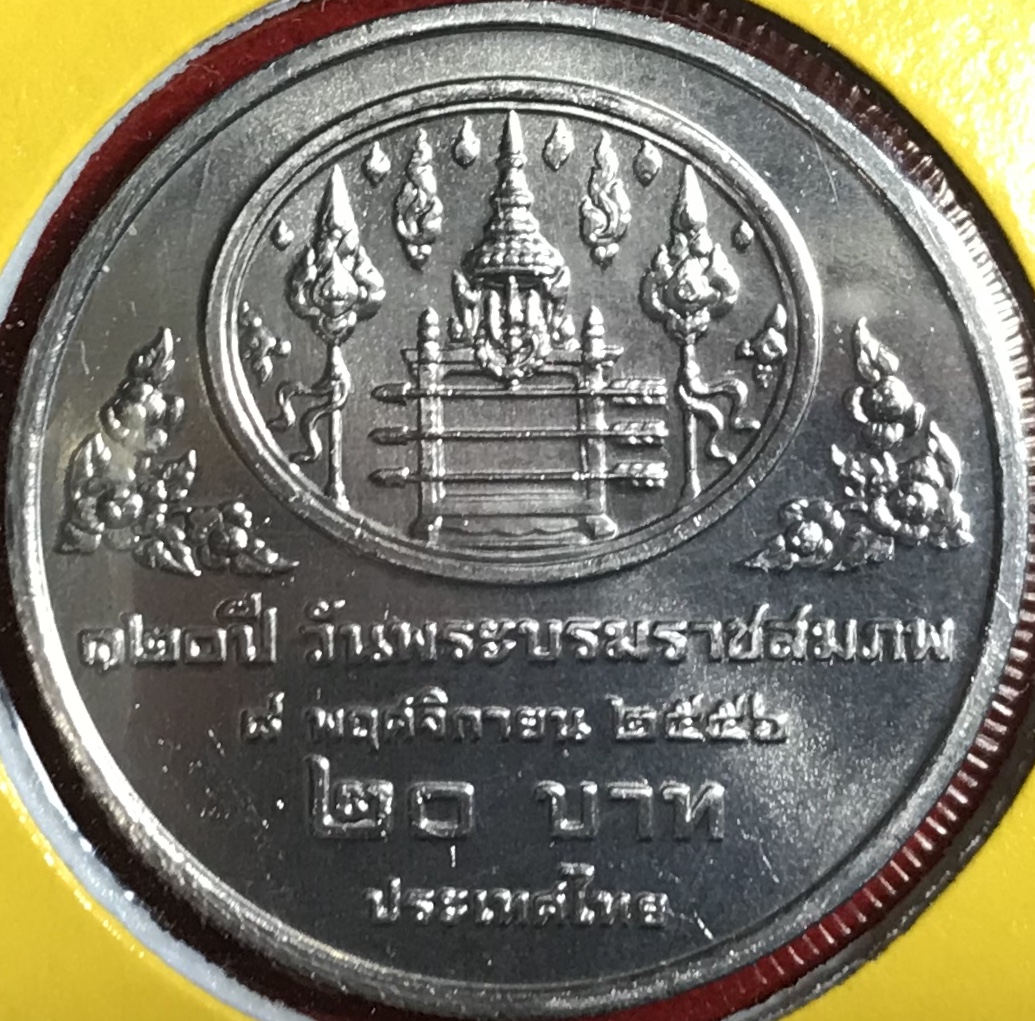 ๑๒๐ปี วันพระบรมราชสมภพ
๘ พฤศจิกายน ๒๕๕๖
๒๐ บาท
ประเทศไทย